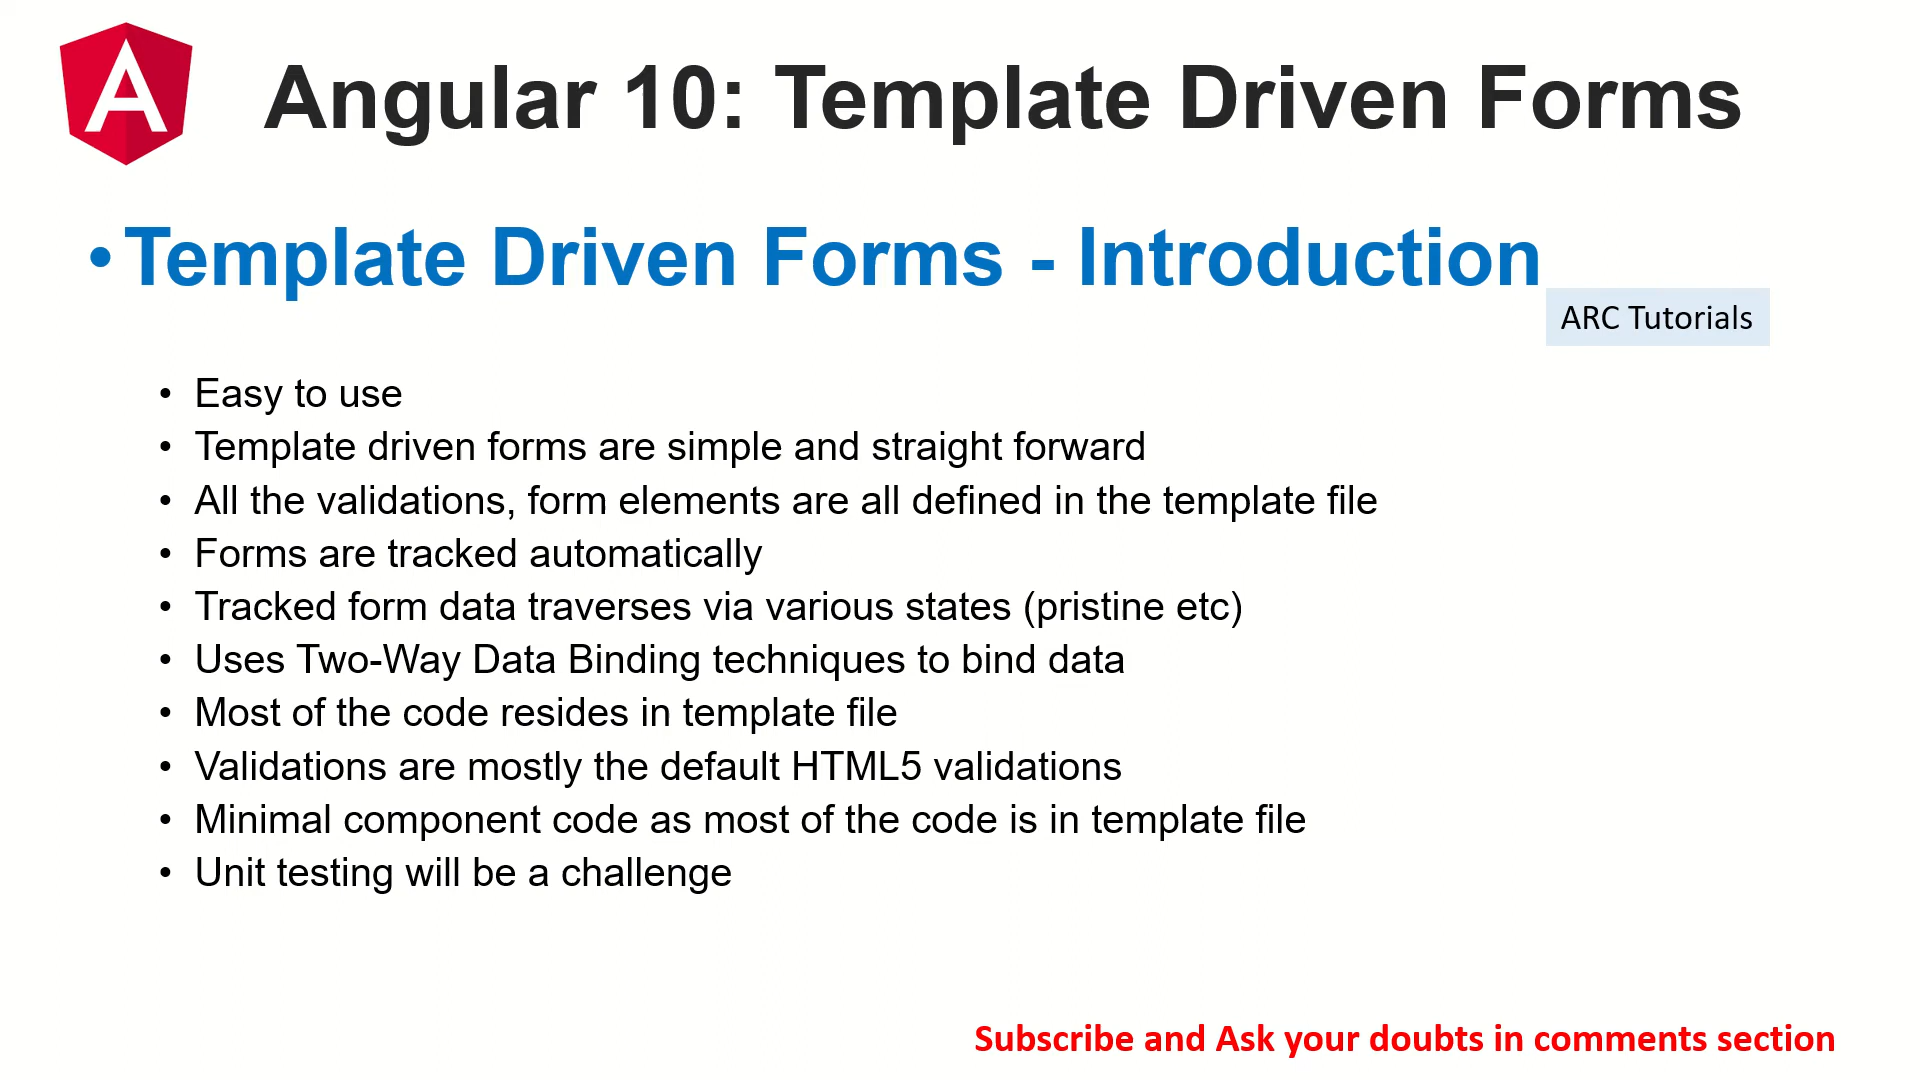 Angular 10: Template Driven Forms
• Template Driven Forms - Introduction
ARC Tutorials
• Easy to use
• Template driven forms are simple and straight forward
• All the validations, form elements are all defined in the template file
• Forms are tracked automatically
• Tracked form data traverses via various states (pristine etc)
• Uses Two-Way Data Binding techniques to bind data
• Most of the code resides in template file
• Validations are mostly the default HTML5 validations
• Minimal component code as most of the code is in template file
• Unit testing will be a challenge
Subscribe and Ask your doubts in comments section